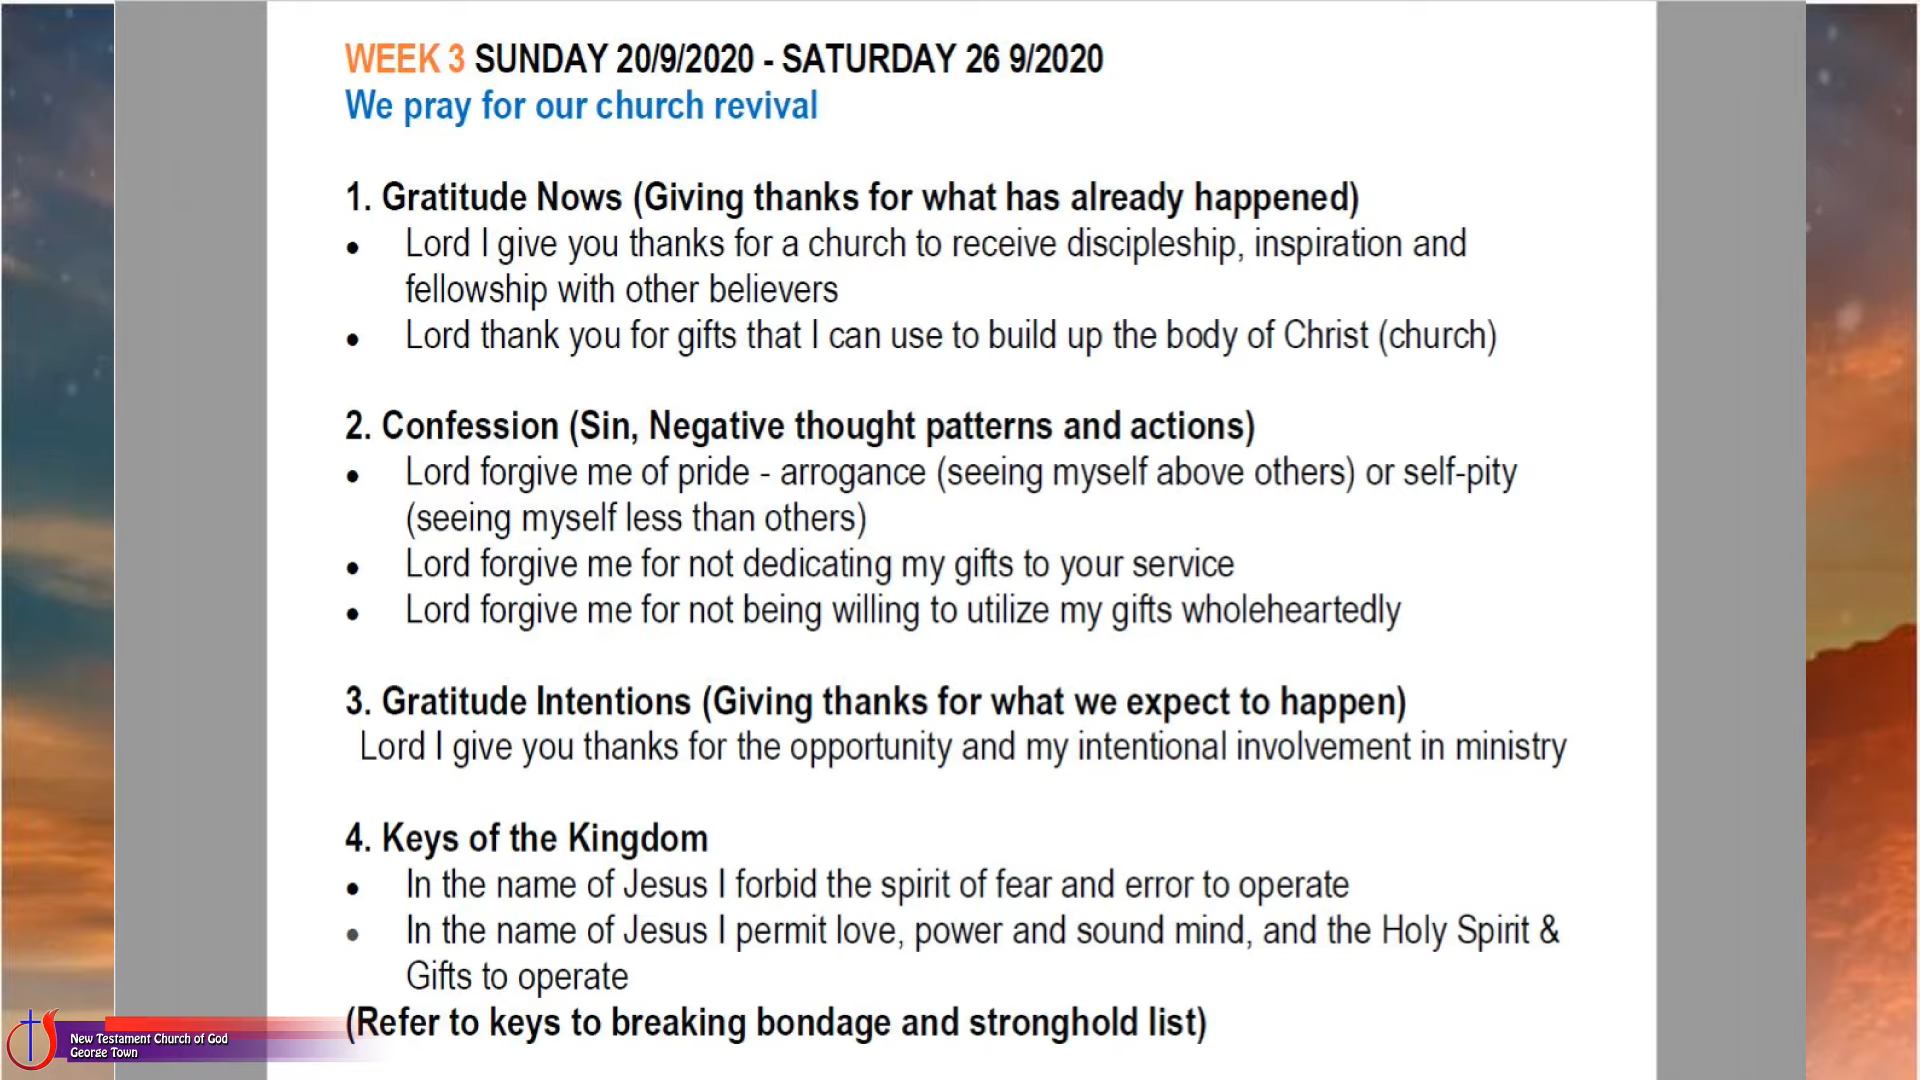 WEEK 3 SUNDAY 20/9/2020 - SATURDAY 26 9/2020
We pray for our church revival
1. Gratitude Nows (Giving thanks for what has already happened)
• Lord I give you thanks for a church to receive discipleship, inspiration and
fellowship with other believers
• Lord thank you for gifts that I can use to build up the body of Christ (church)
2. Confession (Sin, Negative thought patterns and actions)
• Lord forgive me of pride - arrogance (seeing myself above others) or self-pity
(seeing myself less than others)
• Lord forgive me for not dedicating my gifts to your service
• Lord forgive me for not being willing to utilize my gifts wholeheartedly
3. Gratitude Intentions (Giving thanks for what we expect to happen)
Lord I give you thanks for the opportunity and my intentional involvement in ministry
4. Keys of the Kingdom
• In the name of Jesus I forbid the spirit of fear and error to operate
• In the name of Jesus I permit love, power and sound mind, and the Holy Spirit &
Gifts to operate
(Refer to keys to breaking bondage and stronghold list)
New Testament Church of God
George Town